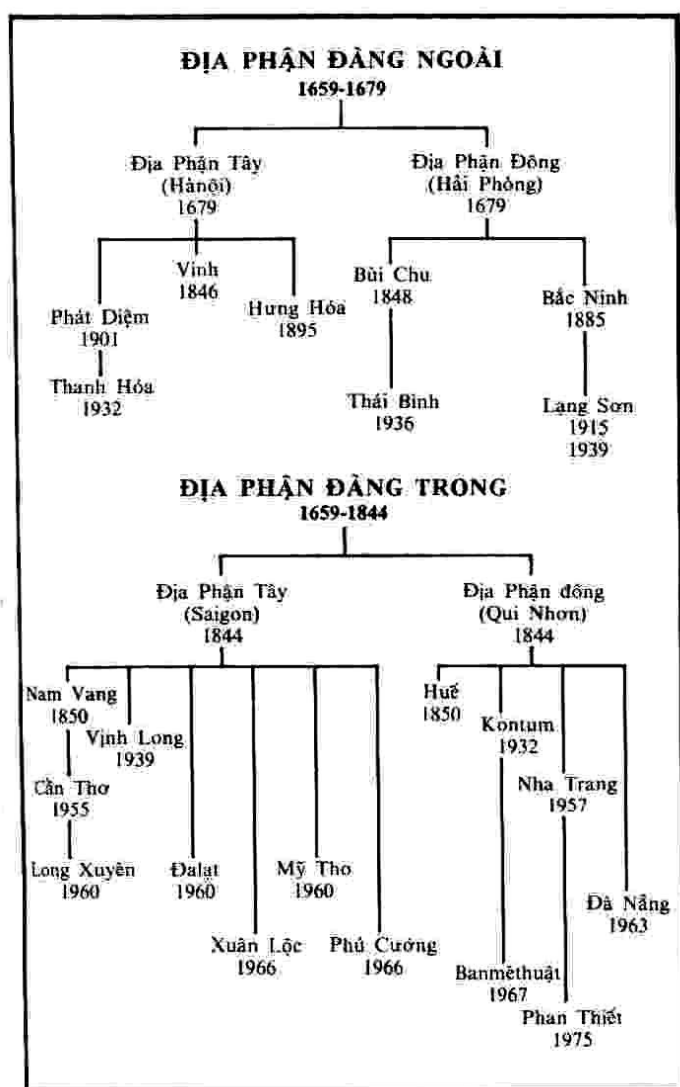 ĐỊA PHẬN ĐÀNG NGOÀI
1659-1679
Địa Phận Tây
(Hànội)
1679
Địa Phận Đông
(Hải Phòng)
1679
Vinh
1846
Phát Diệm
1901
Hưng Hóa
1895
Thanh Hóa
1932
Bùi Chu
1848
Bắc Ninh
1885
Thái Bình
1936
Lạng Sơn
1915
1939
ĐỊA PHẬN ĐÀNG TRONG
1659-1844
Địa Phận Tây
(Saigon)
1844
Địa Phận đông
(Qui Nhơn)
1844
Nam Vang
1850
Vịnh Long
1939
Cần Thơ
1955
Long Xuyên
1960
Đalạt
1960
Mỹ Tho
1960
Xuân Lộc
1966
Phú Cướng
1966
Huế
1850
Kontum
1932
Nha Trang
1957
Đà Nẵng
1963
Banmêthuật
1967
Phan Thiết
1975